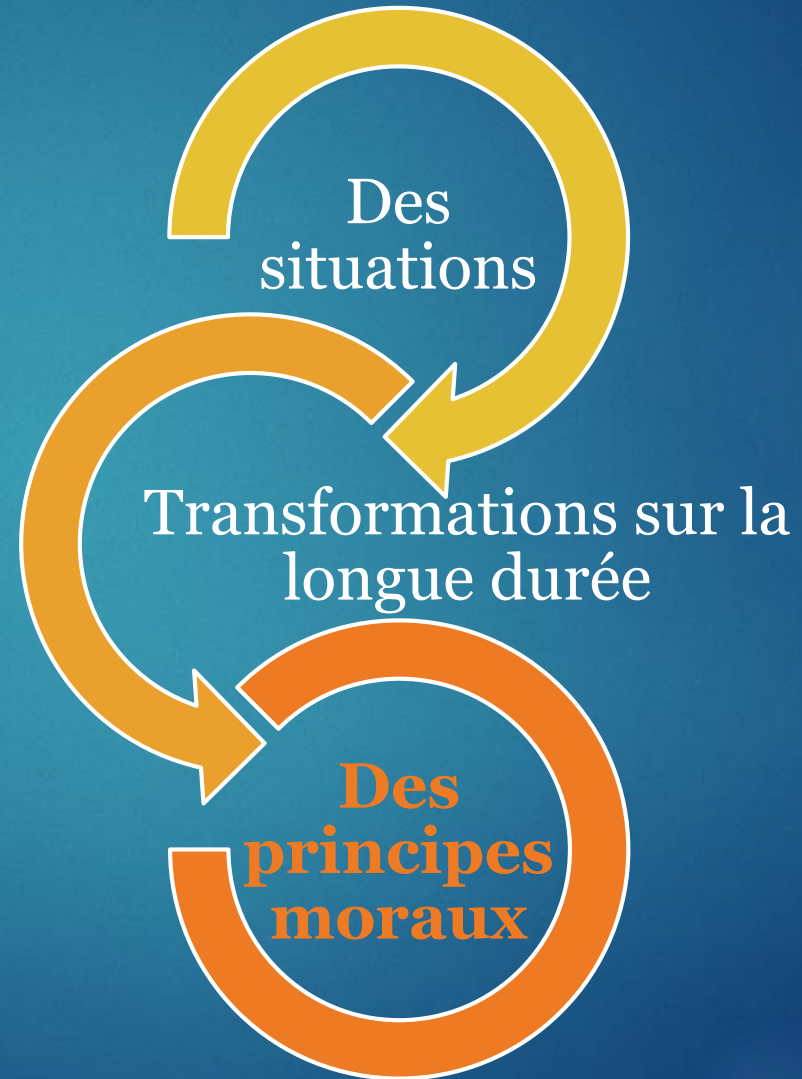 Des
situations
Transformations sur la
longue durée
Des
principes
moraux